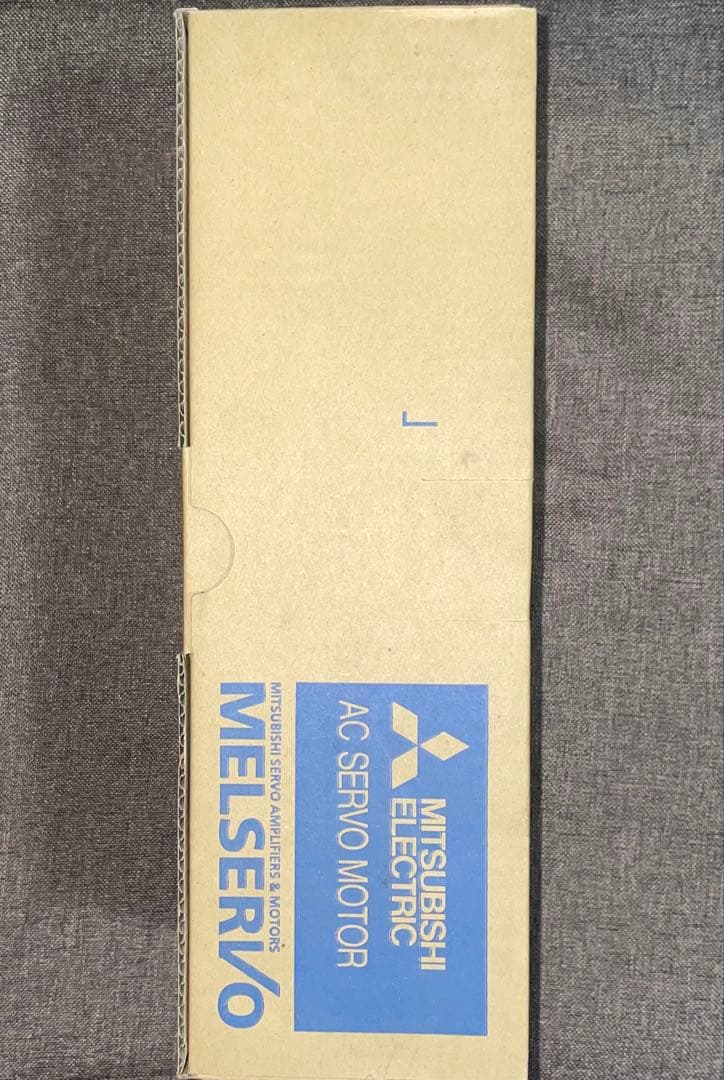 MITSUBISHI
ELECTRIC
AC SERVO MOTOR
MITSUBISHI SERVO AMPLIFIERS & MOTORS
MELSERVO